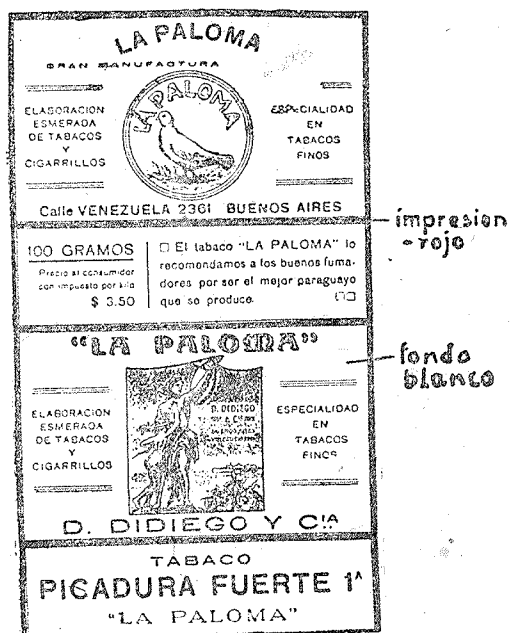 LA PALOMA
GRAN MANUFACTURA
ELABORACION
ESMERADA
DE TABACOS
Y
CIGARRILLOS
LA PALOMA
ESPECIALIDAD
EN
TABACOS
FINOS
Calle VENEZUELA 2361 BUENOS AIRES
impresion
-rojo
100 GRAMOS
Precio al consumidor
con impuesto por kilo
$ 3.50
El tabaco "LA PALOMA" lo
recomendamos a los buenos fuma-
dores por ser el mejor paraguayo
que se produce.
"LA PALOMA"
fondo
blanco
ELABORACION
ESMERADA
DE TABACOS
Y
CIGARRILLOS
D. DIDIEGO
ESPECIALIDAD
EN
TABACOS
FINOS
D. DIDIEGO Y CIA
TABACO
PICADURA FUERTE 1^
"LA PALOMA"